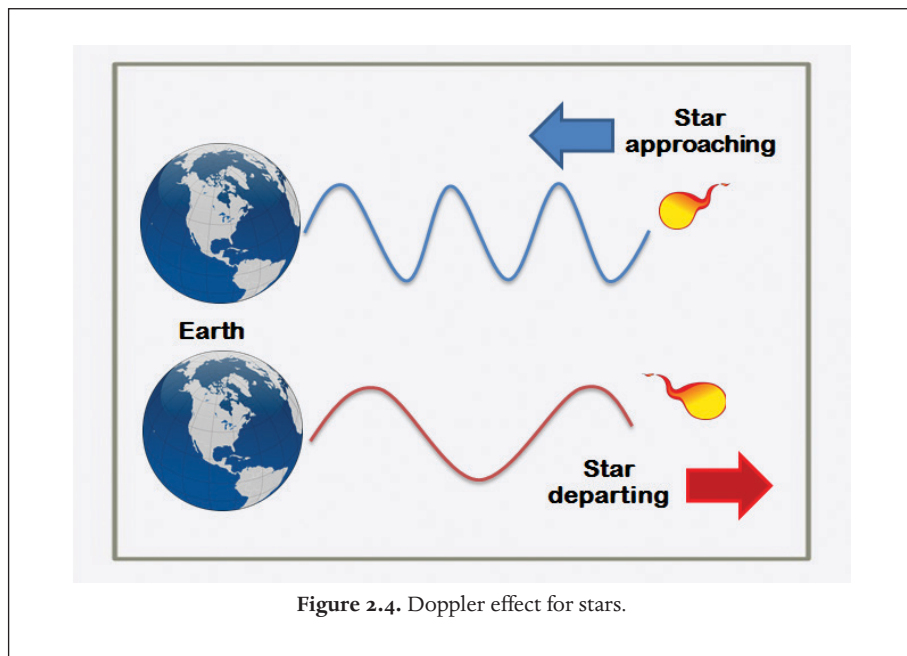 Star
approaching
Earth
Star
departing
Figure 2.4. Doppler effect for stars.